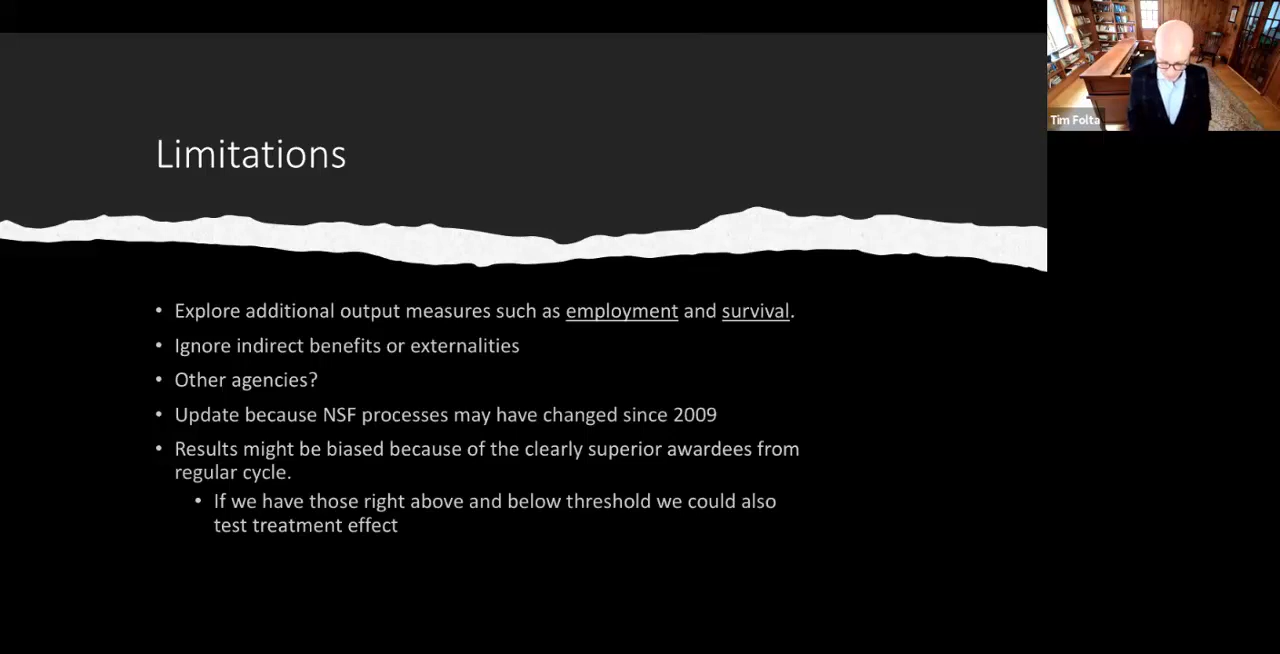 Limitations
Tim Folta
• Explore additional output measures such as employment and survival.
• Ignore indirect benefits or externalities
• Other agencies?
• Update because NSF processes may have changed since 2009
• Results might be biased because of the clearly superior awardees from
regular cycle.
• If we have those right above and below threshold we could also
test treatment effect